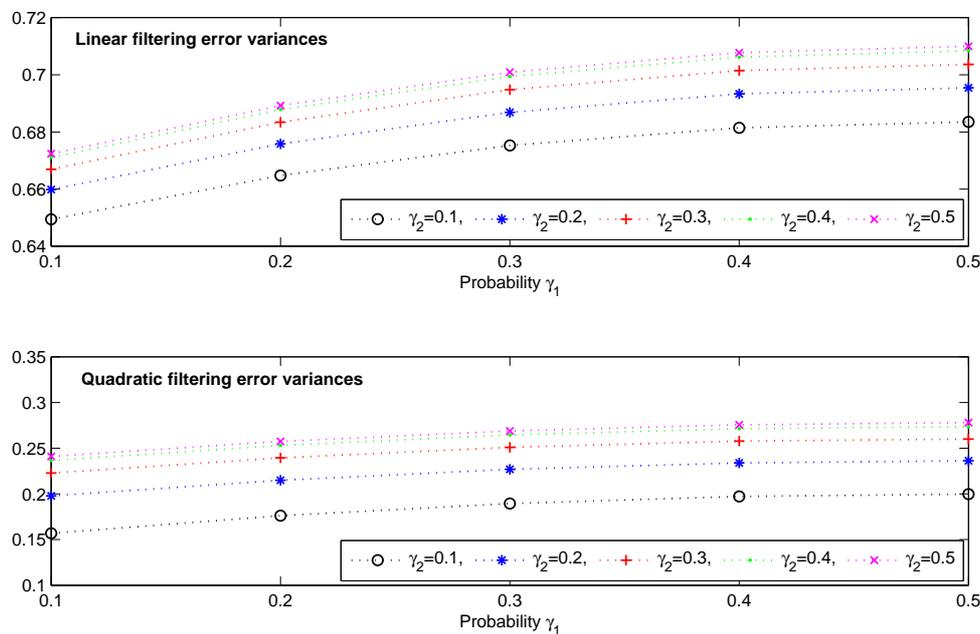 0.72
Linear filtering error variances
0.7
0.68
0.66
γ2=0.1, γ2=0.2, γ2=0.3, γ2=0.4, γ2=0.5
0.64
0.1 0.2 0.3 0.4 0.5
Probability γ1
0.35
Quadratic filtering error variances
0.3
0.25
0.2
0.15
γ2=0.1, γ2=0.2, γ2=0.3, γ2=0.4, γ2=0.5
0.1
0.1 0.2 0.3 0.4 0.5
Probability γ1